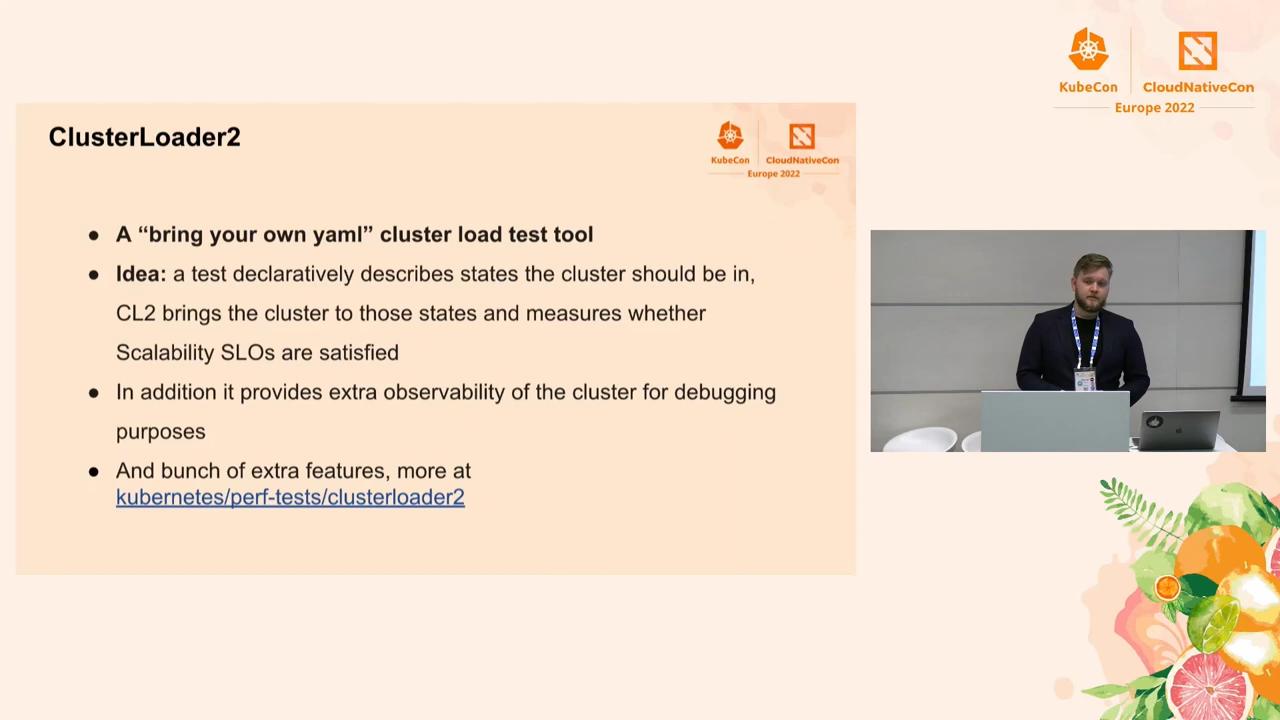 KubeCon
CloudNativeCon
Europe 2022
ClusterLoader2
KubeCon
CloudNativeCon
Europe 2022
● A “bring your own yaml” cluster load test tool
● Idea: a test declaratively describes states the cluster should be in,
CL2 brings the cluster to those states and measures whether
Scalability SLOs are satisfied
● In addition it provides extra observability of the cluster for debugging
purposes
● And bunch of extra features, more at
kubernetes/perf-tests/clusterloader2